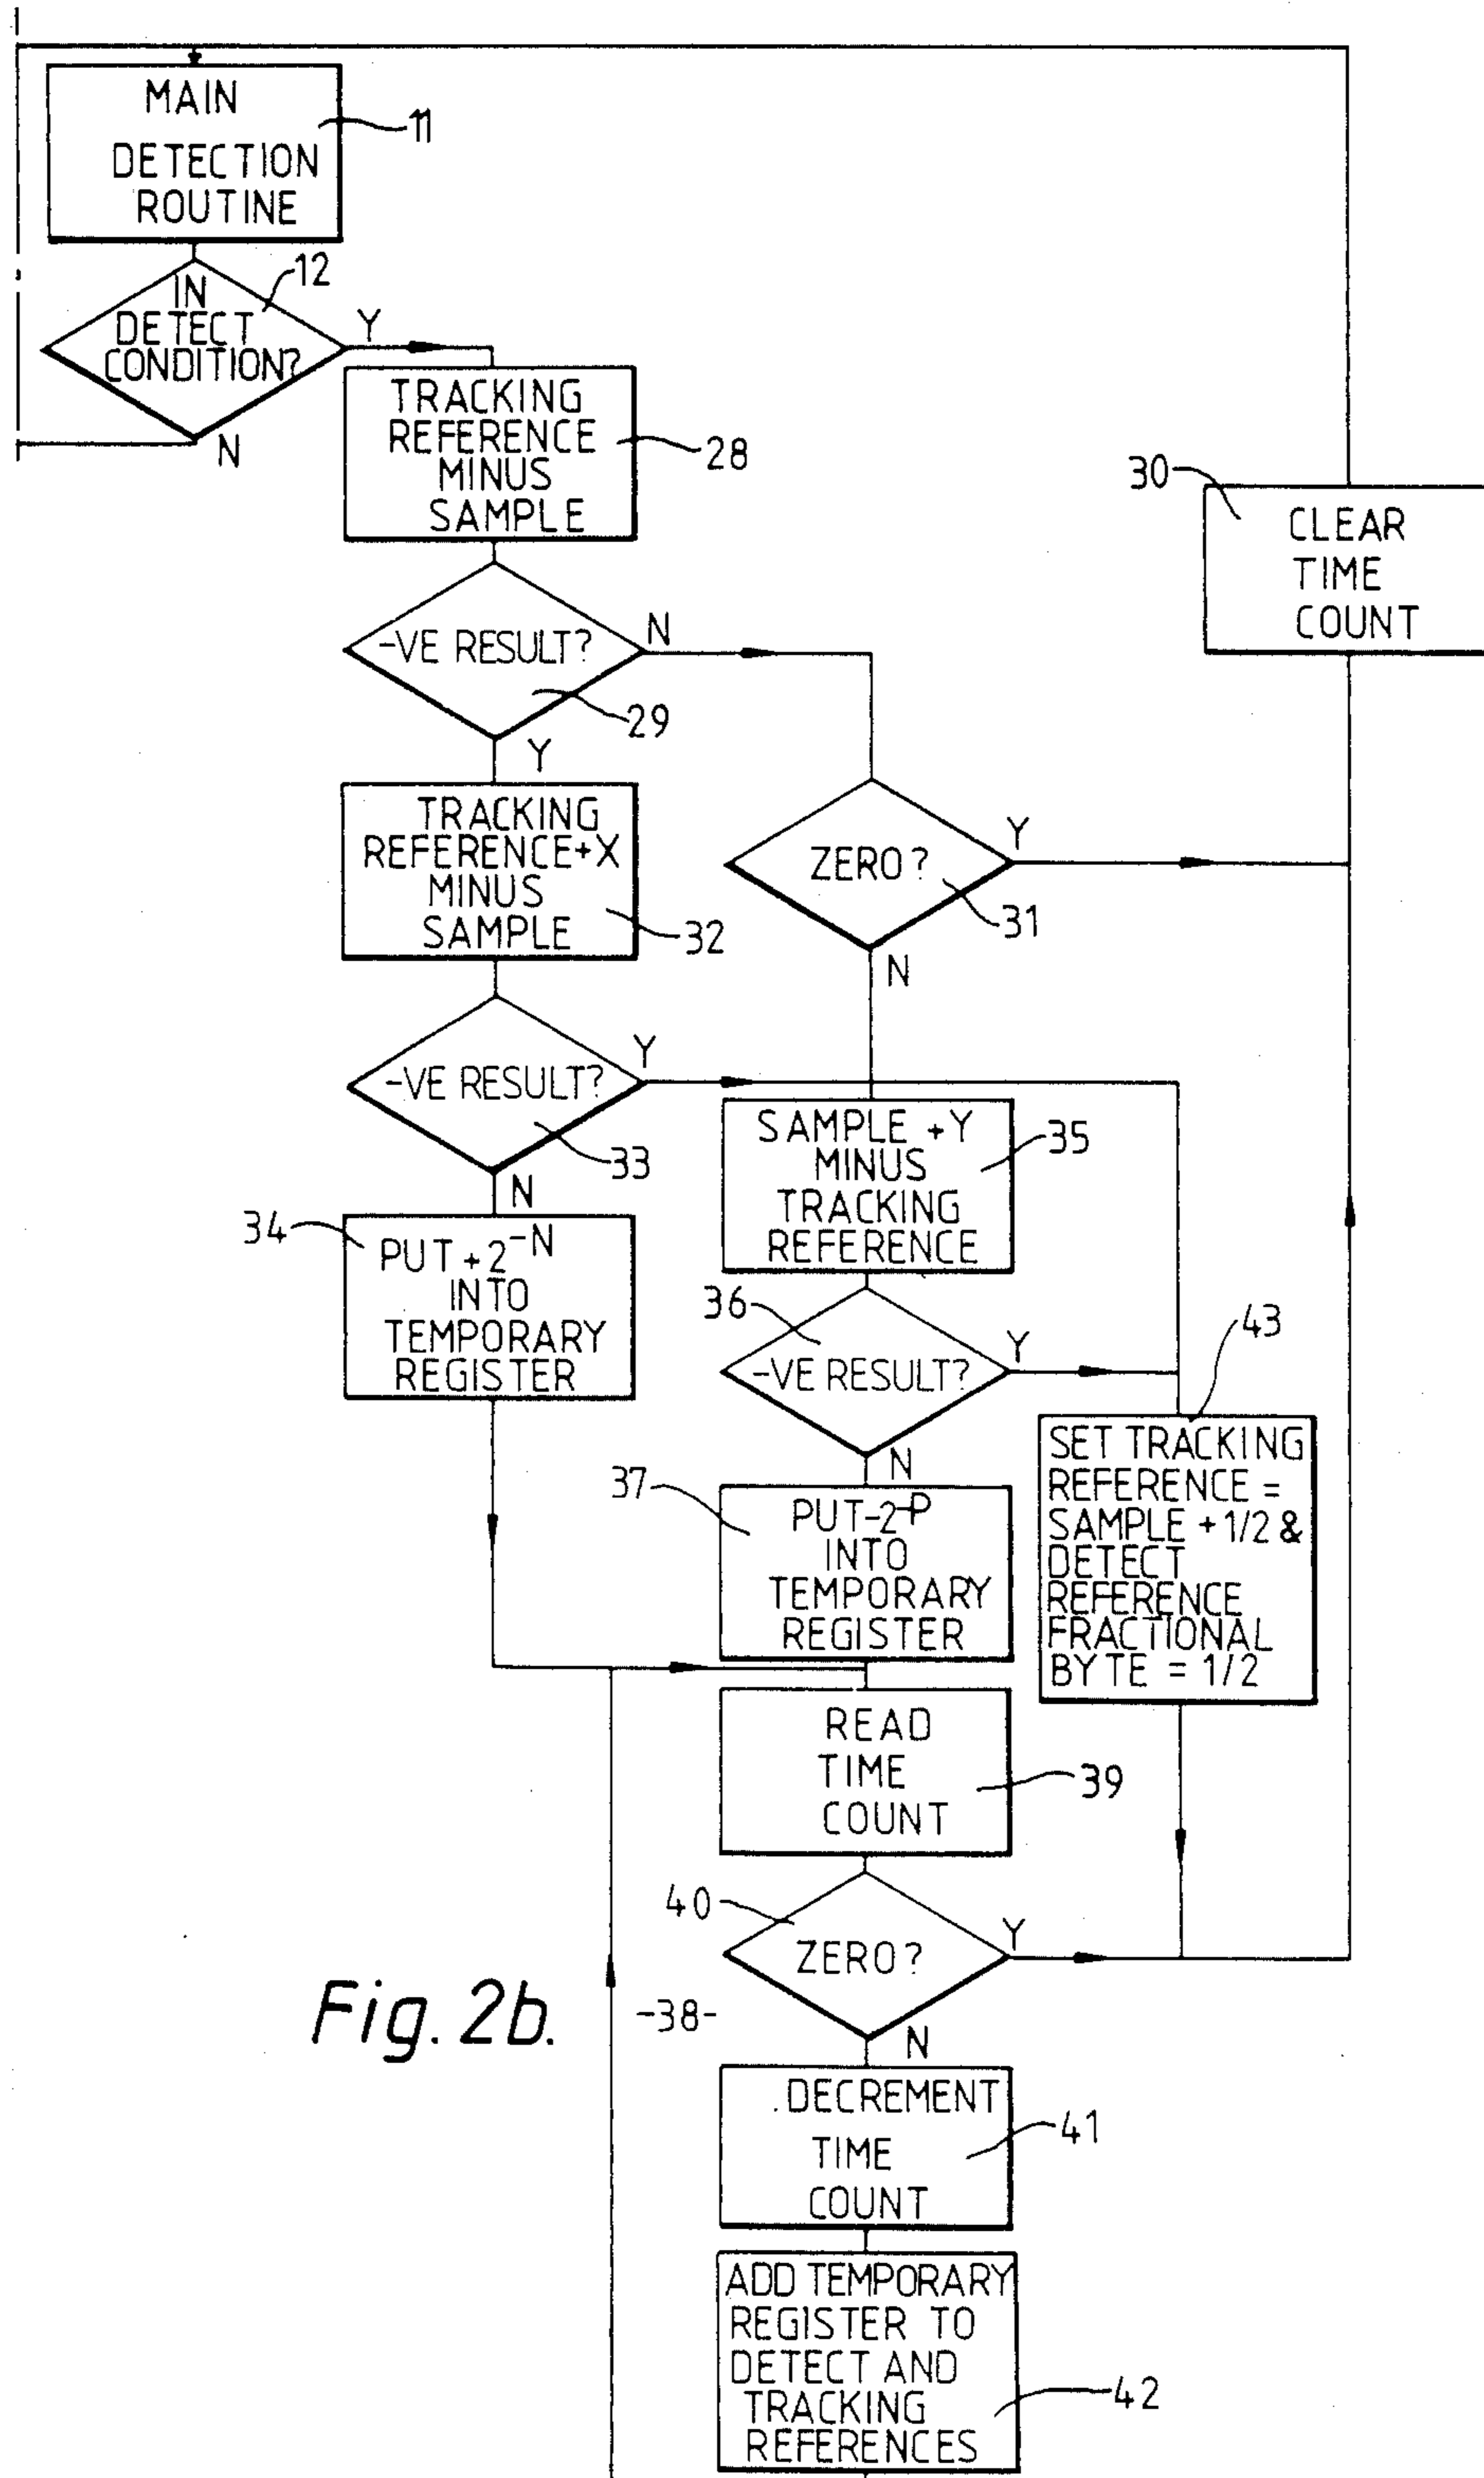 MAIN
DETECTION
ROUTINE
11
IN
DETECT
CONDITION?
12
Y
N
TRACKING
REFERENCE
MINUS
SAMPLE
28
-VE RESULT?
29
N
Y
30
CLEAR
TIME
COUNT
TRACKING
REFERENCE+X
MINUS
SAMPLE
32
ZERO?
31
Y
N
-VE RESULT?
33
Y
N
SAMPLE +Y
MINUS
TRACKING
REFERENCE
35
34
PUT+2^-N
INTO
TEMPORARY
REGISTER
36
-VE RESULT?
Y
N
43
SET TRACKING
REFERENCE =
SAMPLE +1/2 &
DETECT
REFERENCE
FRACTIONAL
BYTE = 1/2
37
PUT-2^-P
INTO
TEMPORARY
REGISTER
READ
TIME
COUNT
39
40
ZERO?
Y
N
Fig. 2b.
-38-
DECREMENT
TIME
COUNT
41
ADD TEMPORARY
REGISTER TO
DETECT AND
TRACKING
REFERENCES
42